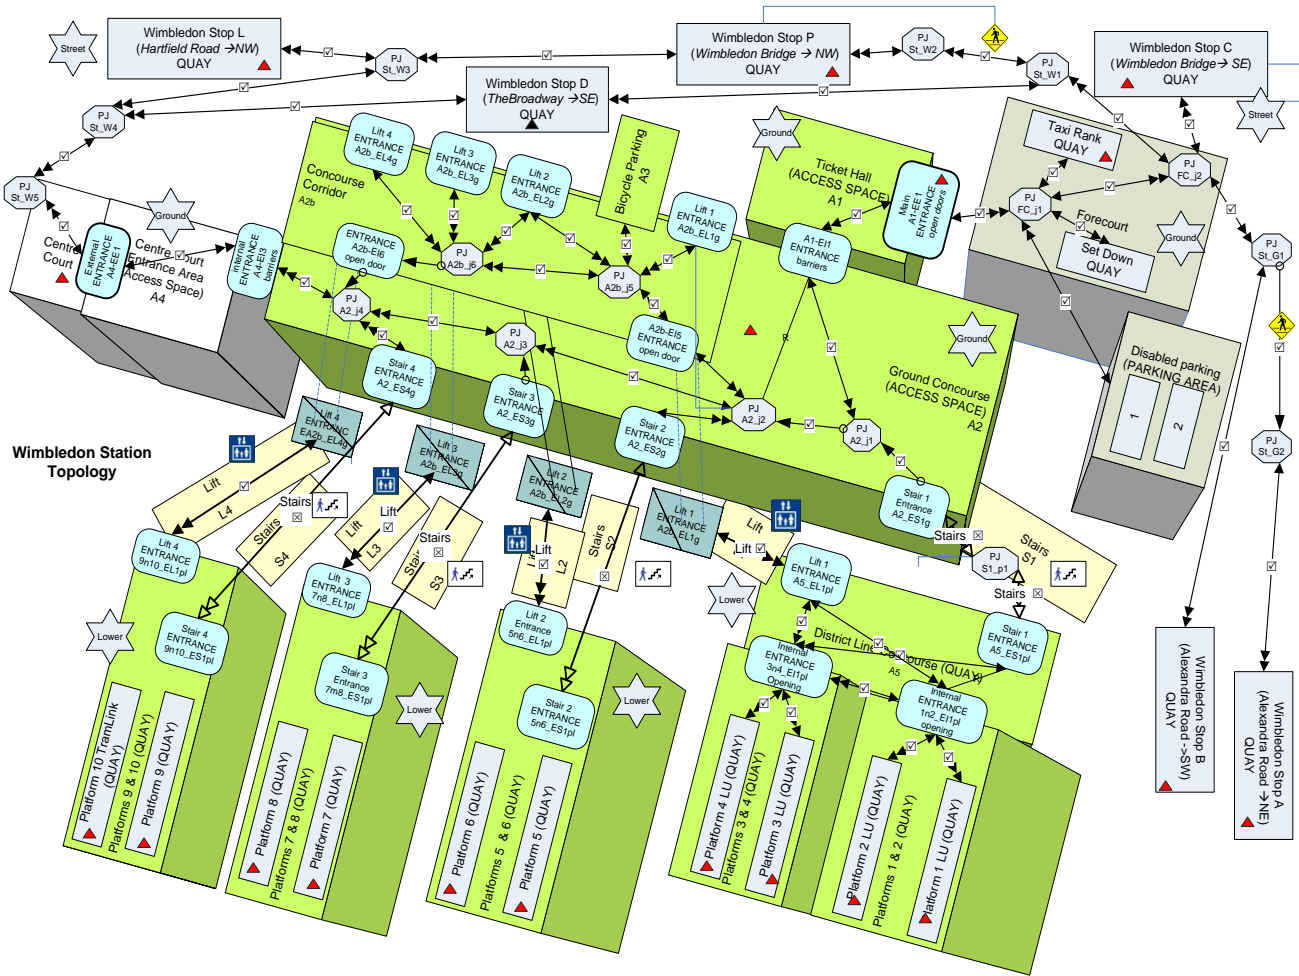 Street
Wimbledon Stop L
(Hartfield Road →NW)
QUAY
PJ
St_W3
Wimbledon Stop P
(Wimbledon Bridge → NW)
QUAY
PJ
St_W2
PJ
St_W1
Wimbledon Stop C
(Wimbledon Bridge→ SE)
QUAY
Street
Wimbledon Stop D
(TheBroadway →SE)
QUAY
PJ
St_W4
PJ
St_W5
Ground
Centre Court Entrance Area
(Access Space)
A4
External
ENTRANCE
A4-EE1
internal
ENTRANCE
A4-EI3
barriers
Concourse
Corridor
A2b
Lift 4
ENTRANCE
A2b_EL4g
Lift 3
ENTRANCE
A2b_EL3g
Lift 2
ENTRANCE
A2b_EL2g
Bicycle Parking
A3
Lift 1
ENTRANCE
A2b_EL1g
ENTRANCE
A2b-EI6
open door
PJ
A2b_j6
PJ
A2b_j5
A2b-EI5
ENTRANCE
open door
PJ
A2_j4
PJ
A2_j3
PJ
A2_j2
PJ
A2_j1
R
Ground
Ticket Hall
(ACCESS SPACE)
A1
Main
A1-EE1
ENTRANCE
open doors
A1-EI1
ENTRANCE
barriers
Ground
Ground Concourse
(ACCESS SPACE)
A2
Taxi Rank
QUAY
PJ
FC_j2
PJ
FC_j1
Forecourt
Ground
Set Down
QUAY
PJ
St_G1
PJ
St_G2
Disabled parking
(PARKING AREA)
1
2
Stair 4
ENTRANCE
A2_ES4g
Stair 3
ENTRANCE
A2_ES3g
Stair 2
ENTRANCE
A2_ES2g
Stair 1
ENTRANCE
A2_ES1g
Wimbledon Station
Topology
Lift 4
ENTRANC
EA2b_EL4g
Lift 3
ENTRANCE
A2b_EL3g
Lift 2
ENTRANCE
A2b_EL2g
Lift 1
ENTRANCE
A2b_EL1g
Lift
L4
Stairs
Stairs
S4
Lift
Lift
L3
Stairs
S3
Lift
L2
Stairs
S2
Lift
Lift
Stairs
Stairs
S1
PJ
S1_p1
Stairs
Lift 4
ENTRANCE
9n10_EL1pl
Stair 4
ENTRANCE
9n10_ES1pl
Lower
Platform 10 TramLink
(QUAY)
Platforms 9 & 10 (QUAY)
Platform 9 (QUAY)
Lift 3
ENTRANCE
7n8_EL1pl
Stair 3
Entrance
7m8_ES1pl
Lower
Platform 8 (QUAY)
Platforms 7 & 8 (QUAY)
Platform 7 (QUAY)
Lift 2
Entrance
5n6_EL1pl
Stair 2
ENTRANCE
5n6_ES1pl
Lower
Platform 6 (QUAY)
Platforms 5 & 6 (QUAY)
Platform 5 (QUAY)
Lower
Lift 1
ENTRANCE
A5_EL1pl
Stair 1
ENTRANCE
A5_ES1pl
District Line Concourse (QUAY)
A5
Internal
ENTRANCE
3n4_EI1pl
Opening
Internal
ENTRANCE
1n2_EI1pl
opening
Platform 4 LU (QUAY)
Platforms 3 & 4 (QUAY)
Platform 3 LU (QUAY)
Platform 2 LU (QUAY)
Platforms 1 & 2 (QUAY)
Platform 1 LU (QUAY)
Wimbledon Stop B
(Alexandra Road ->SW)
QUAY
Wimbledon Stop A
(Alexandra Road →NE)
QUAY